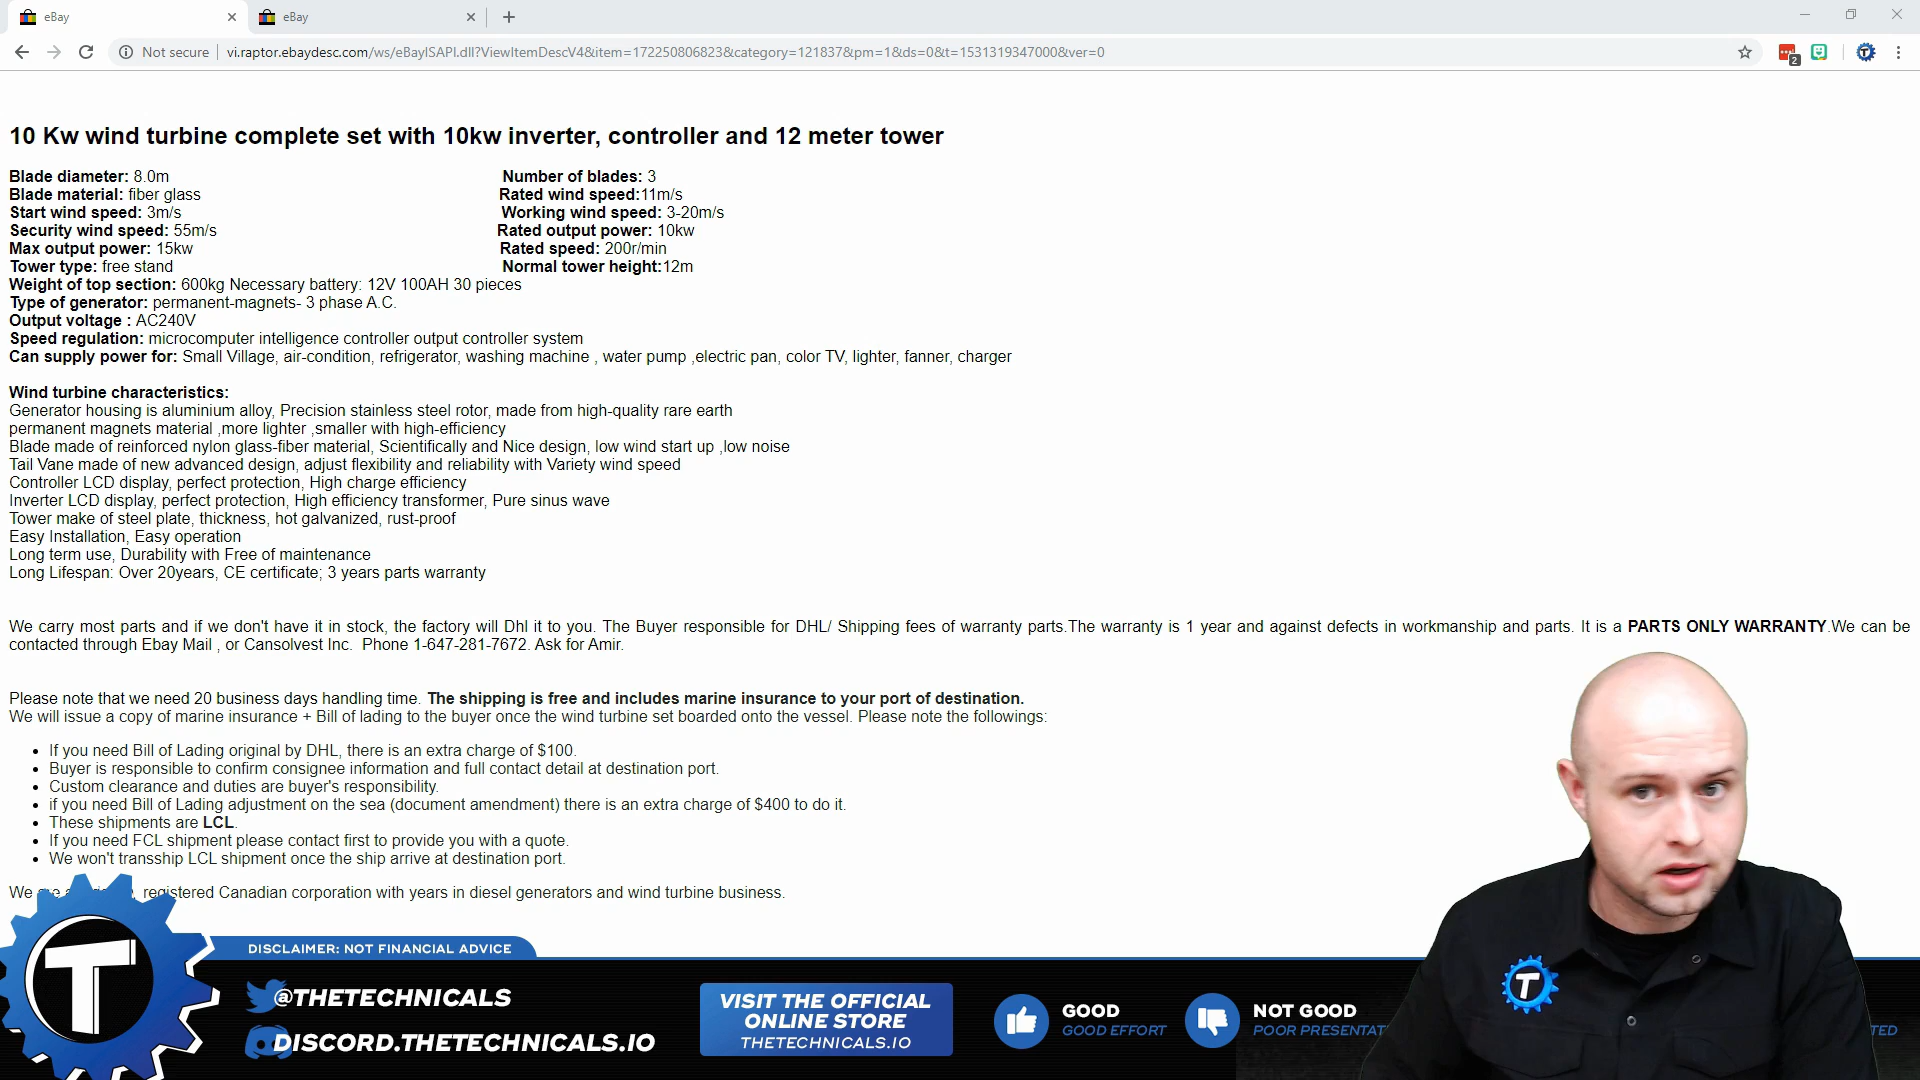 eBay
eBay
Not secure
vi.raptor.ebaydesc.com/ws/eBayISAPI.dll?ViewItemDescV4&item=172250806823&category=121837&pm=1&ds=0&t=1531319347000&ver=0
2
T
10 Kw wind turbine complete set with 10kw inverter, controller and 12 meter tower
Blade diameter: 8.0m Number of blades: 3
Blade material: fiber glass Rated wind speed:11m/s
Start wind speed: 3m/s Working wind speed: 3-20m/s
Security wind speed: 55m/s Rated output power: 10kw
Max output power: 15kw Rated speed: 200r/min
Tower type: free stand Normal tower height:12m
Weight of top section: 600kg Necessary battery: 12V 100AH 30 pieces
Type of generator: permanent-magnets- 3 phase A.C.
Output voltage : AC240V
Speed regulation: microcomputer intelligence controller output controller system
Can supply power for: Small Village, air-condition, refrigerator, washing machine , water pump ,electric pan, color TV, lighter, fanner, charger
Wind turbine characteristics:
Generator housing is aluminium alloy, Precision stainless steel rotor, made from high-quality rare earth
permanent magnets material ,more lighter ,smaller with high-efficiency
Blade made of reinforced nylon glass-fiber material, Scientifically and Nice design, low wind start up ,low noise
Tail Vane made of new advanced design, adjust flexibility and reliability with Variety wind speed
Controller LCD display, perfect protection, High charge efficiency
Inverter LCD display, perfect protection, High efficiency transformer, Pure sinus wave
Tower make of steel plate, thickness, hot galvanized, rust-proof
Easy Installation, Easy operation
Long term use, Durability with Free of maintenance
Long Lifespan: Over 20years, CE certificate; 3 years parts warranty
We carry most parts and if we don't have it in stock, the factory will Dhl it to you. The Buyer responsible for DHL/ Shipping fees of warranty parts.The warranty is 1 year and against defects in workmanship and parts. It is a PARTS ONLY WARRANTY.We can be
contacted through Ebay Mail , or Cansolvest Inc. Phone 1-647-281-7672. Ask for Amir.
Please note that we need 20 business days handling time. The shipping is free and includes marine insurance to your port of destination.
We will issue a copy of marine insurance + Bill of lading to the buyer once the wind turbine set boarded onto the vessel. Please note the followings:
If you need Bill of Lading original by DHL, there is an extra charge of $100.
Buyer is responsible to confirm consignee information and full contact detail at destination port.
Custom clearance and duties are buyer's responsibility.
if you need Bill of Lading adjustment on the sea (document amendment) there is an extra charge of $400 to do it.
These shipments are LCL.
If you need FCL shipment please contact first to provide you with a quote.
We won't transship LCL shipment once the ship arrive at destination port.
We registered Canadian corporation with years in diesel generators and wind turbine business.
DISCLAIMER: NOT FINANCIAL ADVICE
T
@THETECHNICALS
DISCORD.THETECHNICALS.IO
VISIT THE OFFICIAL
ONLINE STORE
THETECHNICALS.IO
GOOD
GOOD EFFORT
NOT GOOD
POOR PRESENTAT
TED
T